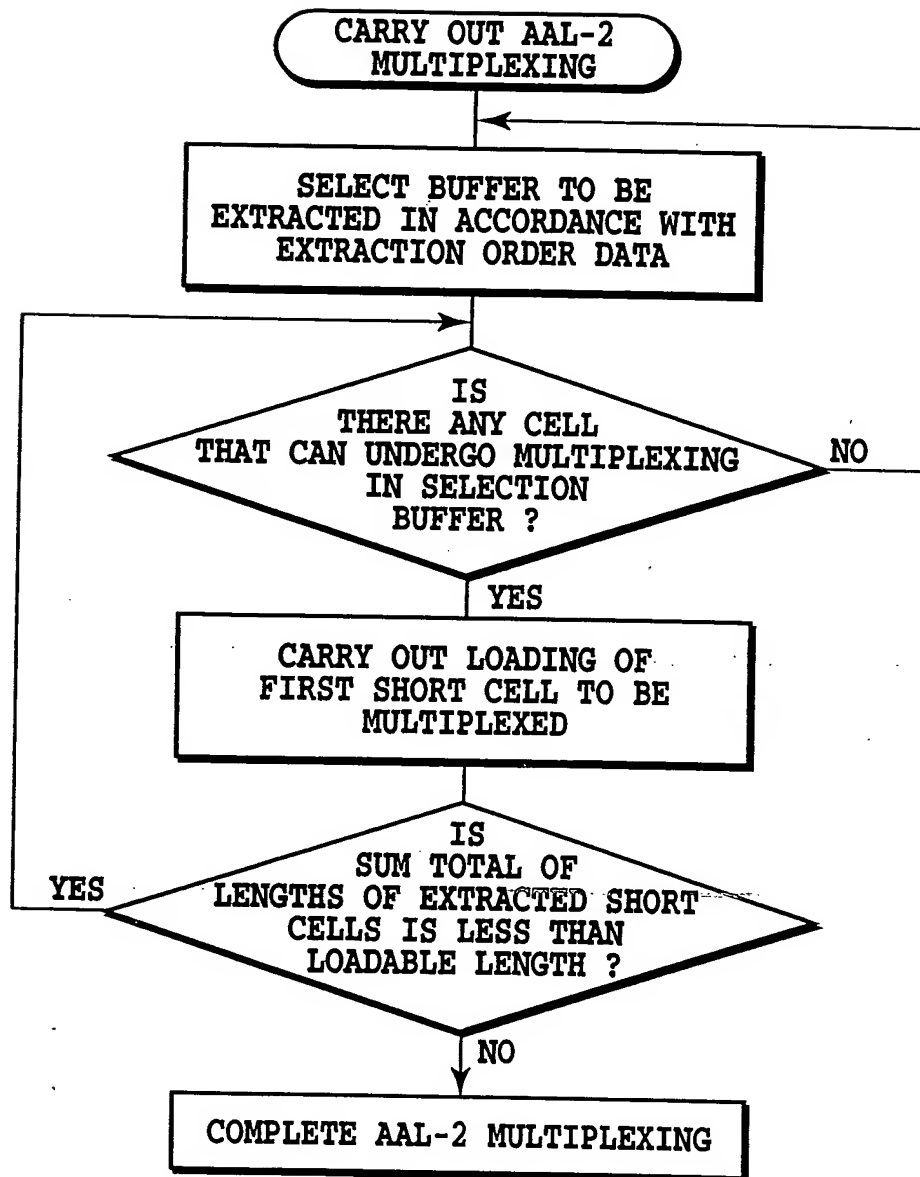 CARRY OUT AAL-2
MULTIPLEXING
SELECT BUFFER TO BE
EXTRACTED IN ACCORDANCE WITH
EXTRACTION ORDER DATA
IS
THERE ANY CELL
THAT CAN UNDERGO MULTIPLEXING
IN SELECTION
BUFFER ?
NO
YES
CARRY OUT LOADING OF
FIRST SHORT CELL TO BE
MULTIPLEXED
IS
SUM TOTAL OF
LENGTHS OF EXTRACTED SHORT
CELLS IS LESS THAN
LOADABLE LENGTH ?
YES
NO
COMPLETE AAL-2 MULTIPLEXING